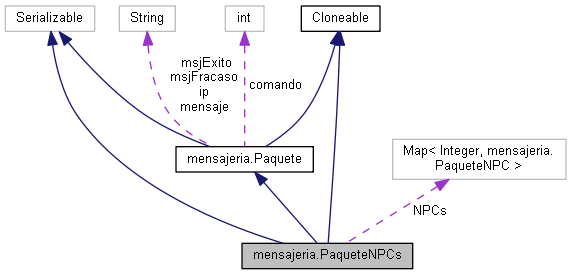 Serializable
String
int
Cloneable
msjExito
msjFracaso
ip
mensaje
comando
mensajeria.Paquete
Map< Integer, mensajeria.
PaqueteNPC >
NPCs
mensajeria.PaqueteNPCs